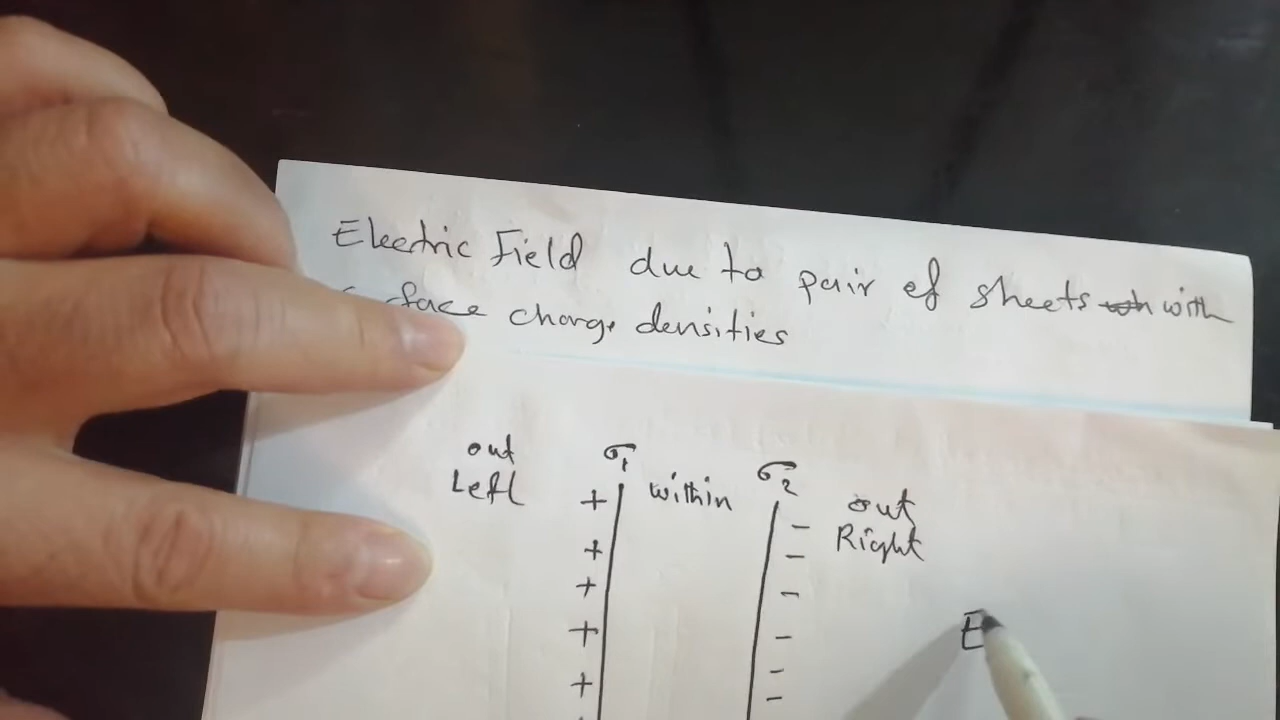 Electric Field due to pair of sheets with
charge densities
out
Left
σ1
within
σ2
out
Right
+ -
+ -
+ -
+ -
+ -
-
E